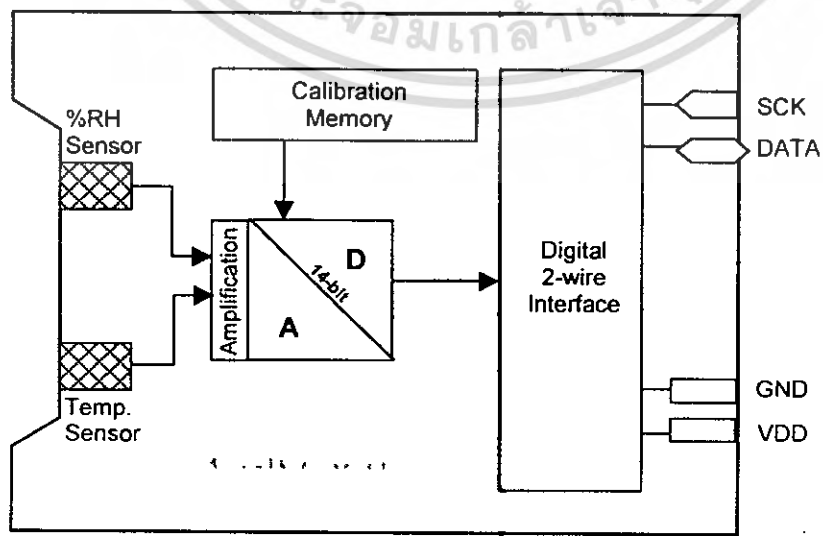 %RH
Sensor
Calibration
Memory
SCK
DATA
Amplification
14-bit
D
A
Digital
2-wire
Interface
Temp.
Sensor
GND
VDD